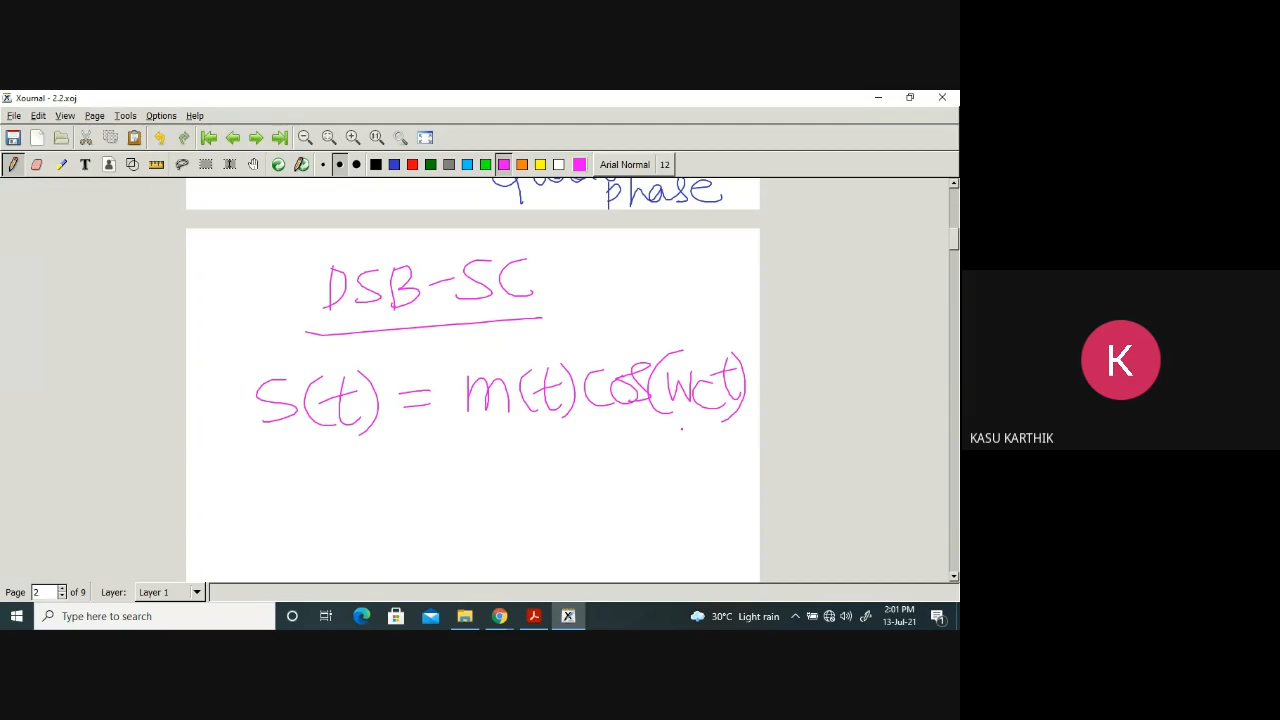 Xournal - 2.2.xoj
File Edit View Page Tools Options Help
Arial Normal 12
phase
DSB-SC
S(t) = m(t) cos(wct)
K
KASU KARTHIK
Page 2 of 9 Layer: Layer 1
Type here to search
30°C Light rain
2:01 PM
13-Jul-21
1